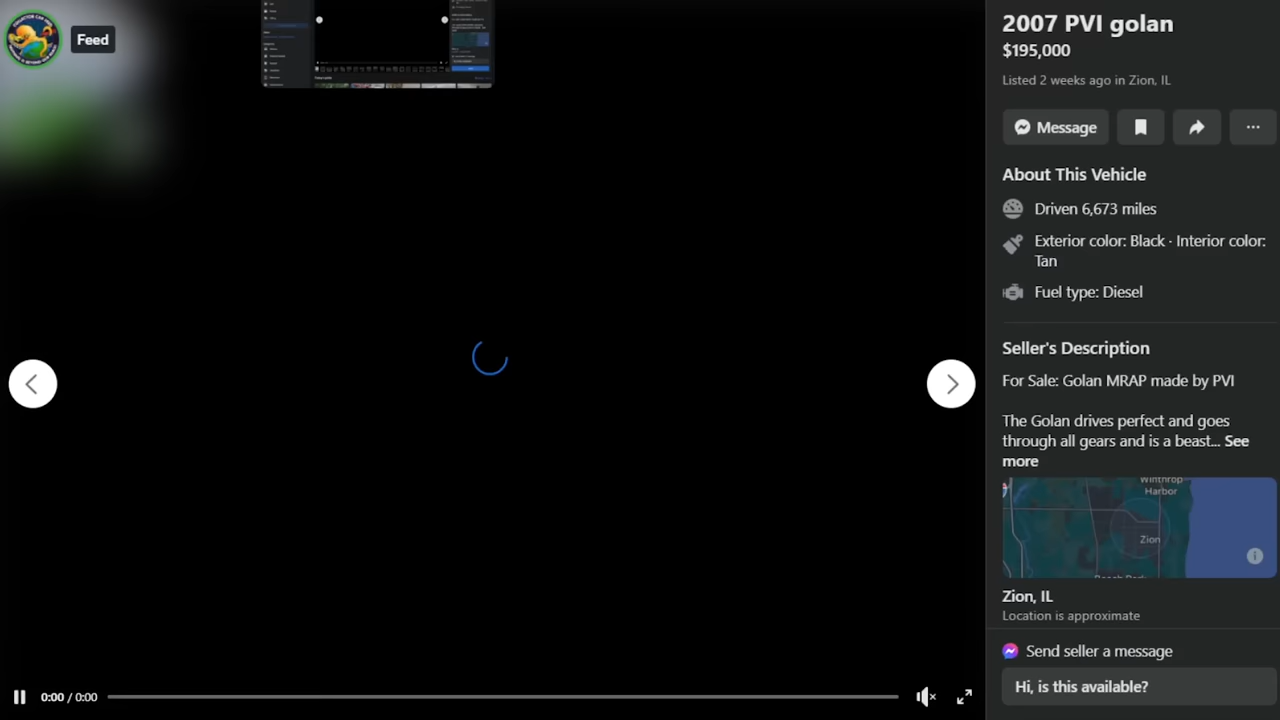 Feed
2007 PVI golan
$195,000
Listed 2 weeks ago in Zion, IL
Message
About This Vehicle
Driven 6,673 miles
Exterior color: Black · Interior color:
Tan
Fuel type: Diesel
Seller's Description
For Sale: Golan MRAP made by PVI
The Golan drives perfect and goes
through all gears and is a beast... See
more
Winthrop
Harbor
Zion
Zion, IL
Location is approximate
Send seller a message
Hi, is this available?
0:00 / 0:00